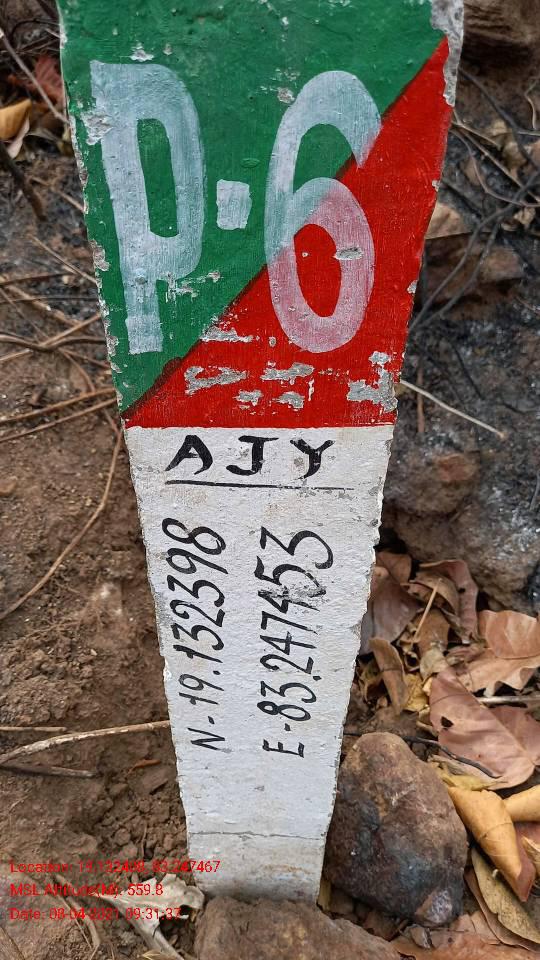 P.6
AJY
N-19.132398
E-83.247453
Location: 19.132408, 83.247467
MSL Altitude(M): 559.8
Date: 08-04-2021 09:31:37